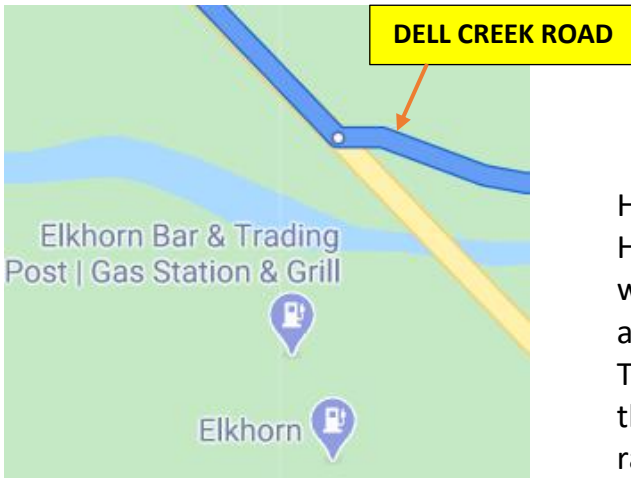 DELL CREEK ROAD
Elkhorn Bar & Trading
Post | Gas Station & Grill
Elkhorn